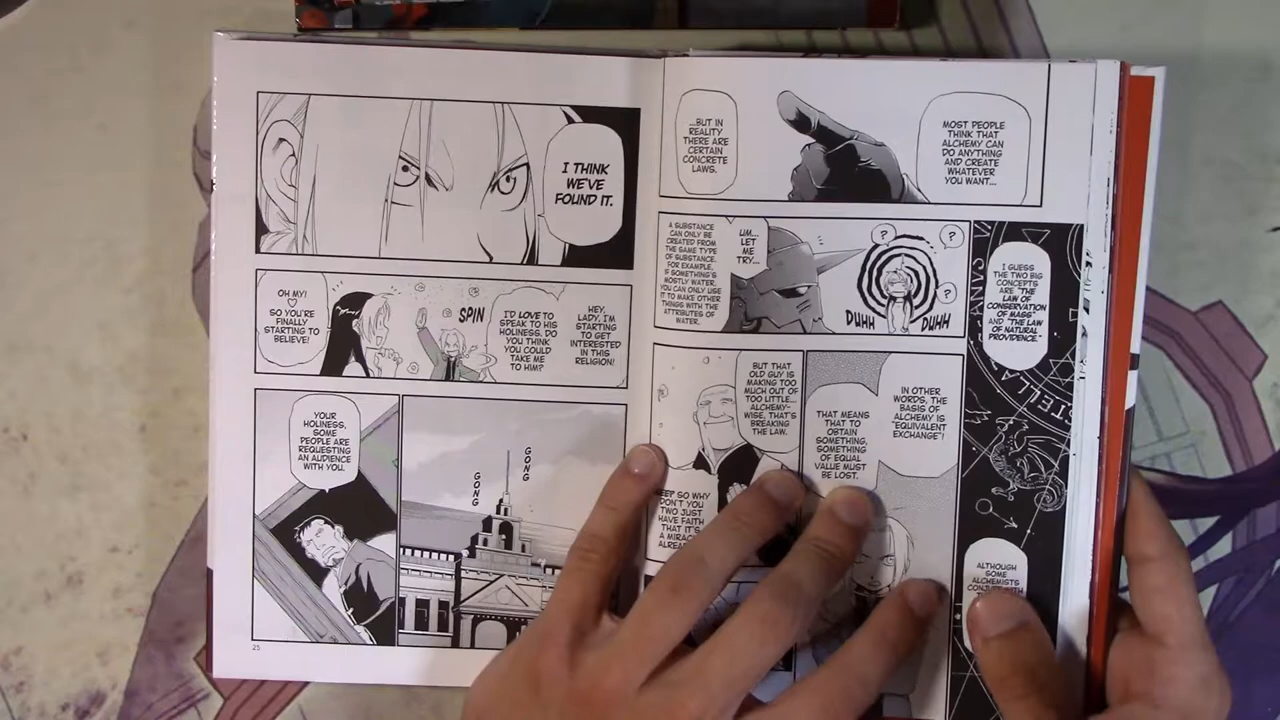 MOST PEOPLE
THINK THAT
ALCHEMY CAN
DO ANYTHING
AND CREATE
WHATEVER
YOU WANT...
...BUT IN
REALITY
THERE ARE
CERTAIN
CONCRETE
LAWS.
I GUESS
THE TWO BIG
CONCEPTS
ARE "THE
LAW OF
CONSERVATION
OF MASS"
AND "THE LAW
OF NATURAL
PROVIDENCE."
STELLA
ALTHOUGH
SOME
ALCHEMISTS
?
?
?
DUHH
DUHH
UM...
LET
ME
TRY...
A SUBSTANCE
CAN ONLY BE
CREATED FROM
THE SAME TYPE
OF SUBSTANCE.
FOR EXAMPLE,
IF SOMETHING'S
MOSTLY WATER,
YOU CAN ONLY USE
IT TO MAKE OTHER
THINGS WITH THE
ATTRIBUTES
OF WATER.
IN OTHER
WORDS, THE
BASIS OF
ALCHEMY IS
"EQUIVALENT
EXCHANGE"!
THAT MEANS
THAT TO
OBTAIN
SOMETHING,
SOMETHING
OF EQUAL
VALUE MUST
BE LOST.
BUT THAT
OLD GUY IS
MAKING TOO
MUCH OUT OF
TOO LITTLE...
ALCHEMY-
WISE, THAT'S
BREAKING
THE LAW.
SO WHY
DON'T YOU
TWO JUST
HAVE FAITH
THAT IT'S
A
I THINK
WE'VE
FOUND IT.
HEY,
LADY, I'M
STARTING
TO GET
INTERESTED
IN THIS
RELIGION!
I'D LOVE TO
SPEAK TO HIS
HOLINESS. DO
YOU THINK
YOU COULD
TAKE ME
TO HIM?
SPIN
OH MY!
♡
SO YOU'RE
FINALLY
STARTING TO
BELIEVE!
GONG
GONG
YOUR
HOLINESS,
SOME
PEOPLE ARE
REQUESTING
AN AUDIENCE
WITH YOU.
25